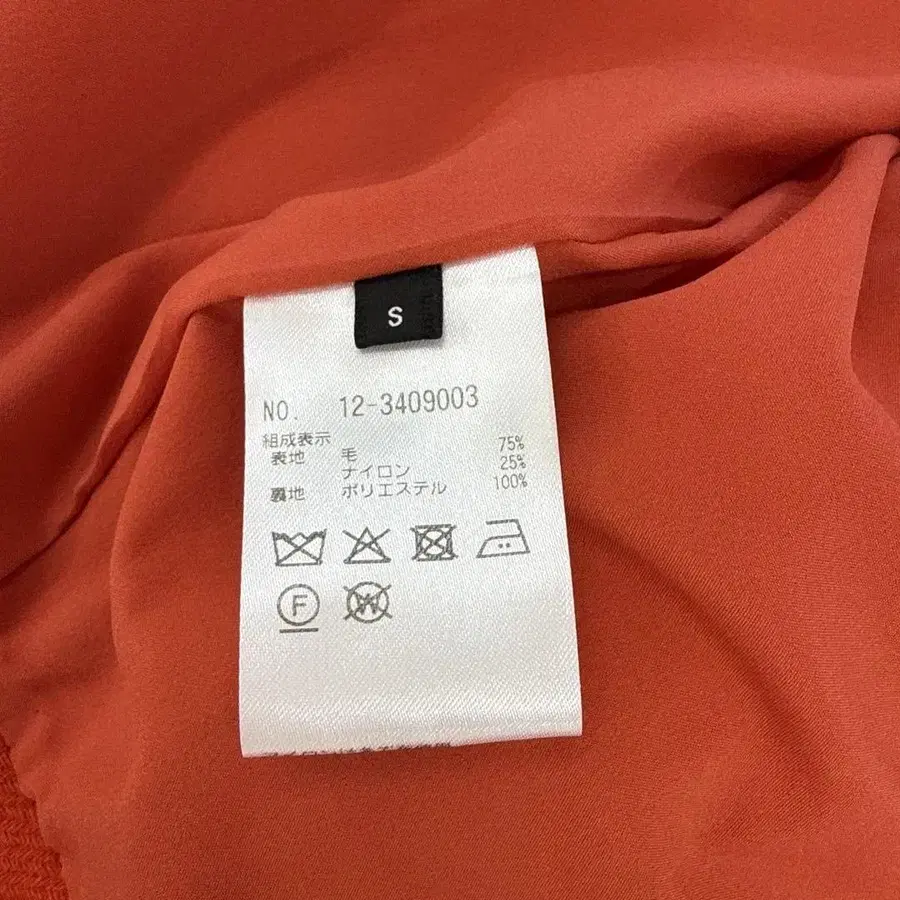 S
NO. 12-3409003
組成表示
表地 毛 75%
ナイロン 25%
裏地 ポリエステル 100%
F
W